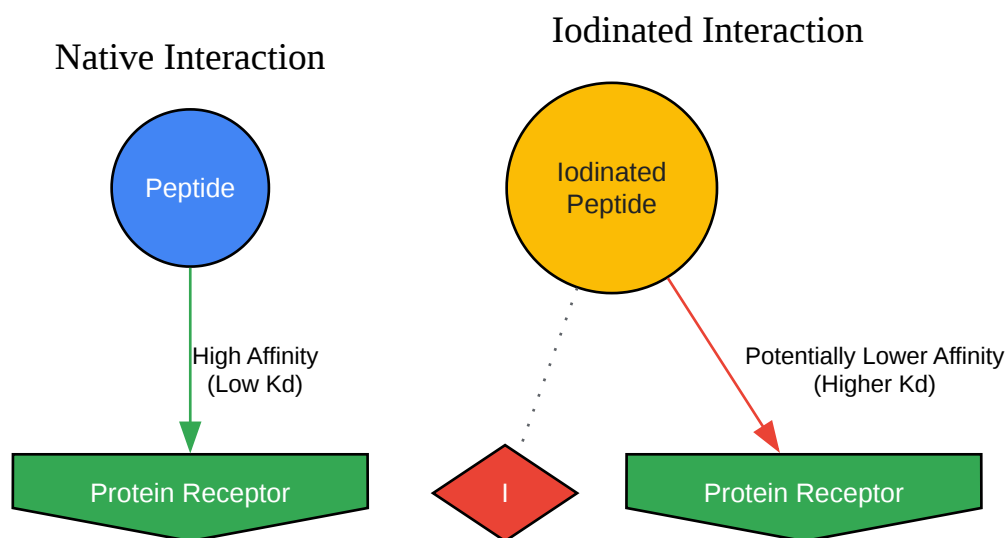 Native Interaction
Peptide
High Affinity
(Low Kd)
Protein Receptor
Iodinated Interaction
Iodinated
Peptide
Potentially Lower Affinity
(Higher Kd)
I
Protein Receptor